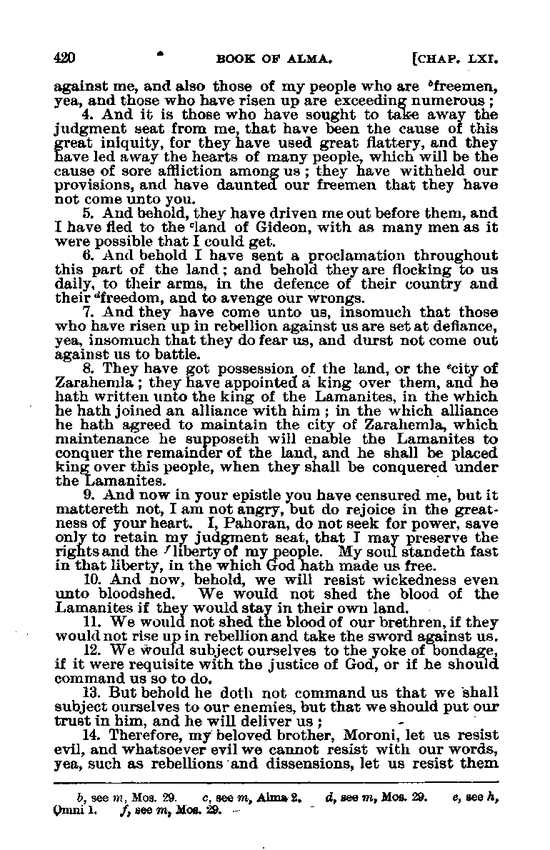 420 BOOK OF ALMA. [CHAP. LXI.
against me, and also those of my people who are ᵇfreemen,
yea, and those who have risen up are exceeding numerous;
4. And it is those who have sought to take away the
judgment seat from me, that have been the cause of this
great iniquity, for they have used great flattery, and they
have led away the hearts of many people, which will be the
cause of sore affliction among us; they have withheld our
provisions, and have daunted our freemen that they have
not come unto you.
5. And behold, they have driven me out before them, and
I have fled to the ᶜland of Gideon, with as many men as it
were possible that I could get.
6. And behold I have sent a proclamation throughout
this part of the land; and behold they are flocking to us
daily, to their arms, in the defence of their country and
their ᵈfreedom, and to avenge our wrongs.
7. And they have come unto us, insomuch that those
who have risen up in rebellion against us are set at defiance,
yea, insomuch that they do fear us, and durst not come out
against us to battle.
8. They have got possession of the land, or the ᵉcity of
Zarahemla; they have appointed a king over them, and he
hath written unto the king of the Lamanites, in the which
he hath joined an alliance with him; in the which alliance
he hath agreed to maintain the city of Zarahemla, which
maintenance he supposeth will enable the Lamanites to
conquer the remainder of the land, and he shall be placed
king over this people, when they shall be conquered under
the Lamanites.
9. And now in your epistle you have censured me, but it
mattereth not, I am not angry, but do rejoice in the great-
ness of your heart. I, Pahoran, do not seek for power, save
only to retain my judgment seat, that I may preserve the
rights and the ᶠliberty of my people. My soul standeth fast
in that liberty, in the which God hath made us free.
10. And now, behold, we will resist wickedness even
unto bloodshed. We would not shed the blood of the
Lamanites if they would stay in their own land.
11. We would not shed the blood of our brethren, if they
would not rise up in rebellion and take the sword against us.
12. We would subject ourselves to the yoke of bondage,
if it were requisite with the justice of God, or if he should
command us so to do.
13. But behold he doth not command us that we shall
subject ourselves to our enemies, but that we should put our
trust in him, and he will deliver us;
14. Therefore, my beloved brother, Moroni, let us resist
evil, and whatsoever evil we cannot resist with our words,
yea, such as rebellions and dissensions, let us resist them
b, see m, Mos. 29. c, see m, Alma 2. d, see m, Mos. 29. e, see h,
Omni 1. f, see m, Mos. 29.